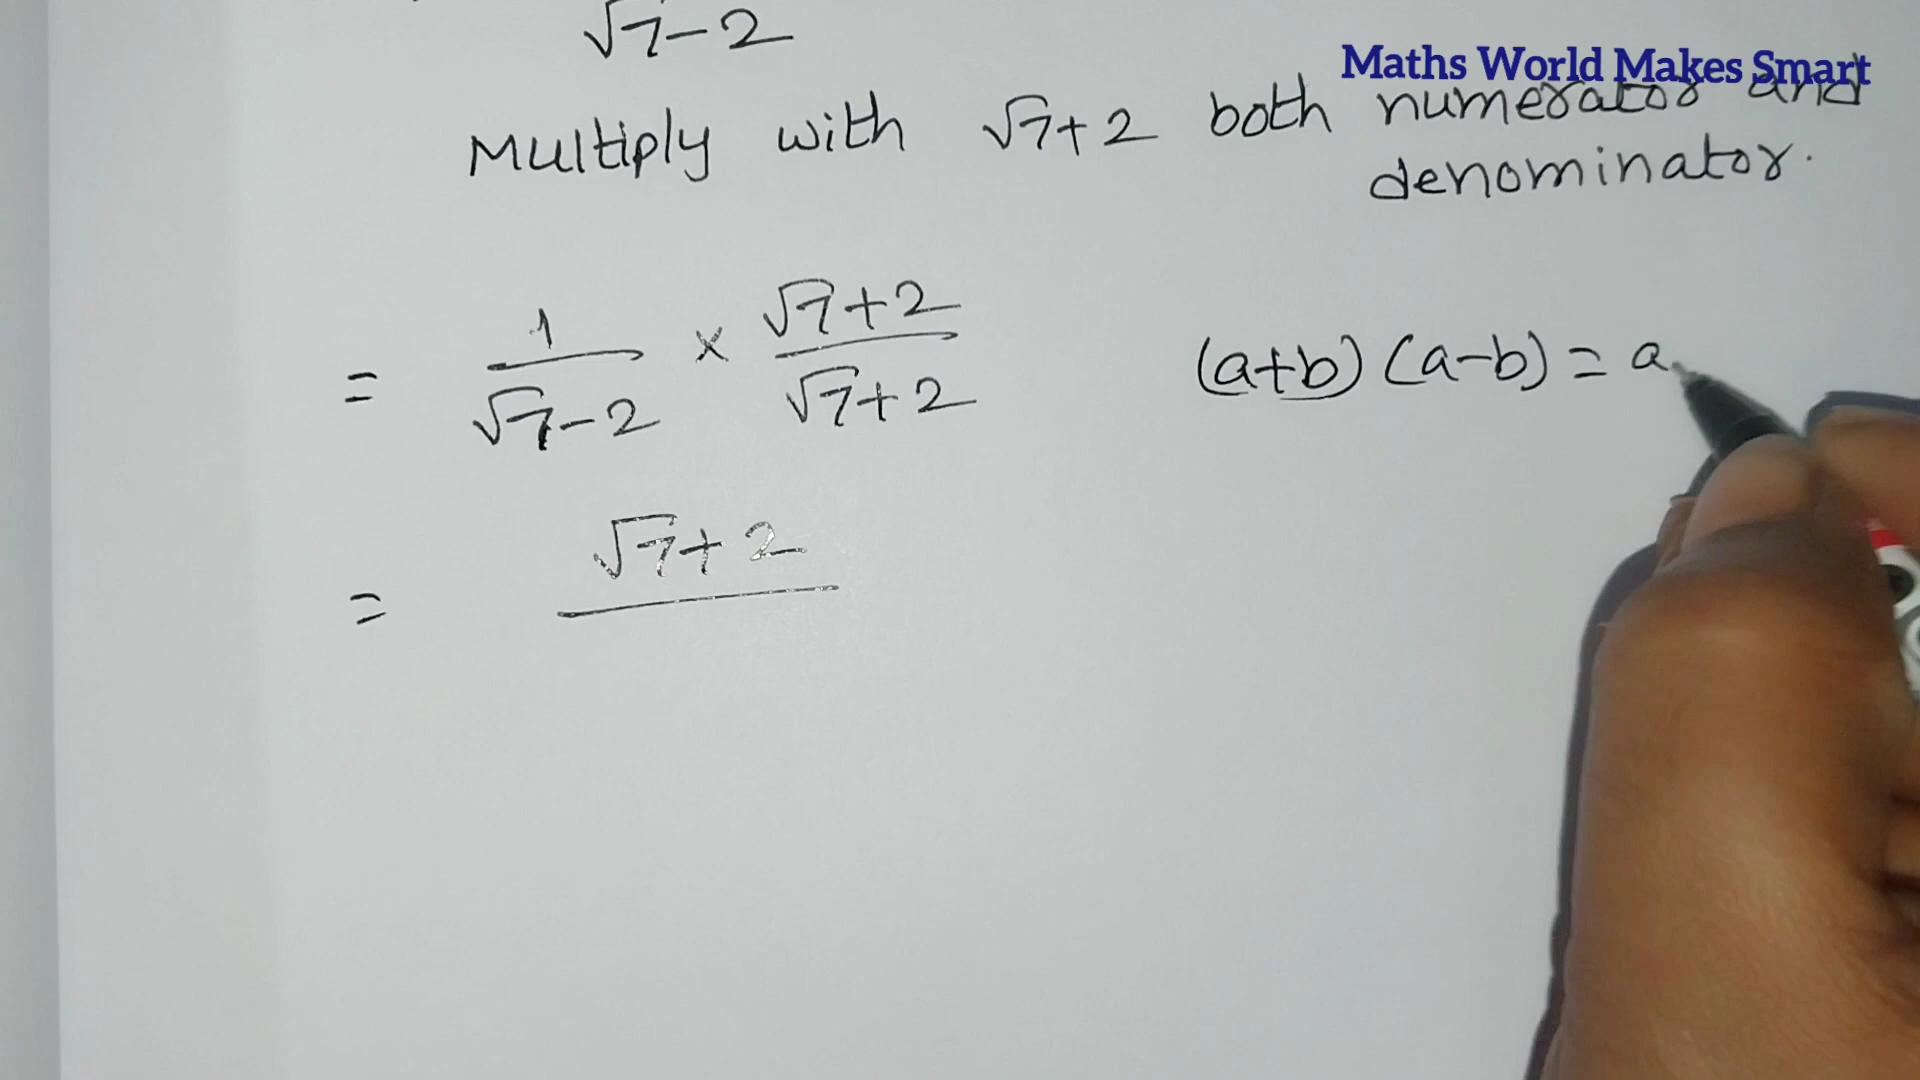 √7-2
Maths World Makes Smart
Multiply with √7+2 both numerator and
denominator.
= 1/√7-2 × √7+2/√7+2
(a+b) (a-b) = a
= √7+2